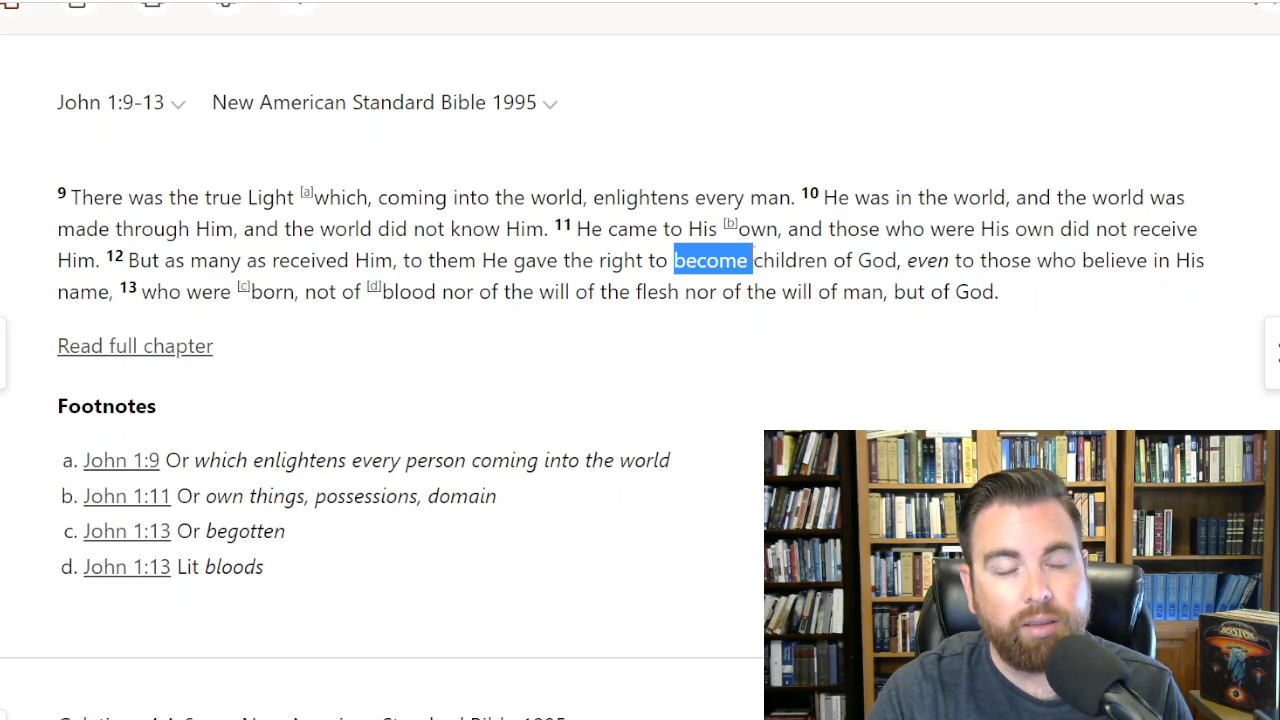 John 1:9-13 New American Standard Bible 1995
9 There was the true Light [a]which, coming into the world, enlightens every man. 10 He was in the world, and the world was
made through Him, and the world did not know Him. 11 He came to His [b]own, and those who were His own did not receive
Him. 12 But as many as received Him, to them He gave the right to become children of God, even to those who believe in His
name, 13 who were [c]born, not of [d]blood nor of the will of the flesh nor of the will of man, but of God.
Read full chapter
Footnotes
a. John 1:9 Or which enlightens every person coming into the world
b. John 1:11 Or own things, possessions, domain
c. John 1:13 Or begotten
d. John 1:13 Lit bloods
BOSTON
New American Standard Bible 1995